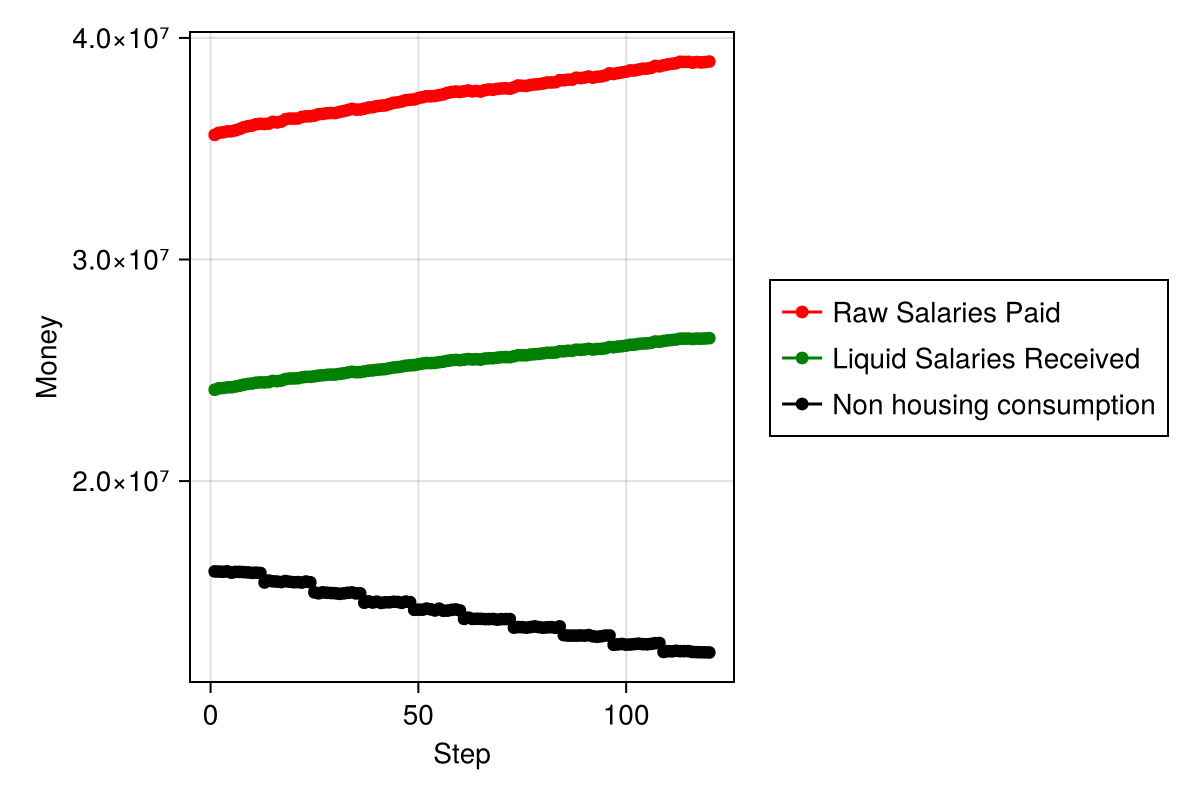 4.0×10⁷
3.0×10⁷
2.0×10⁷
Money
0
50
100
Step
Raw Salaries Paid
Liquid Salaries Received
Non housing consumption